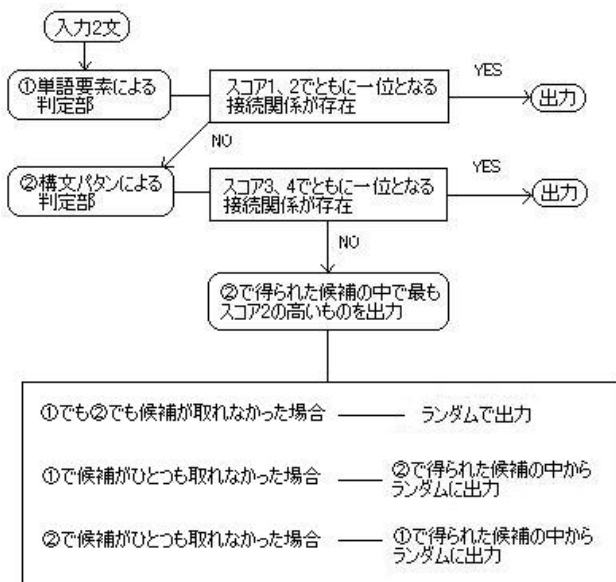 入力2文
①単語要素による
判定部
スコア1、2でともに一位となる
接続関係が存在
YES
出力
NO
②構文パタンによる
判定部
スコア3、4でともに一位となる
接続関係が存在
YES
出力
NO
②で得られた候補の中で最も
スコア2の高いものを出力
①でも②でも候補が取れなかった場合
ランダムで出力
①で候補がひとつも取れなかった場合
②で得られた候補の中から
ランダムに出力
②で候補がひとつも取れなかった場合
①で得られた候補の中から
ランダムに出力